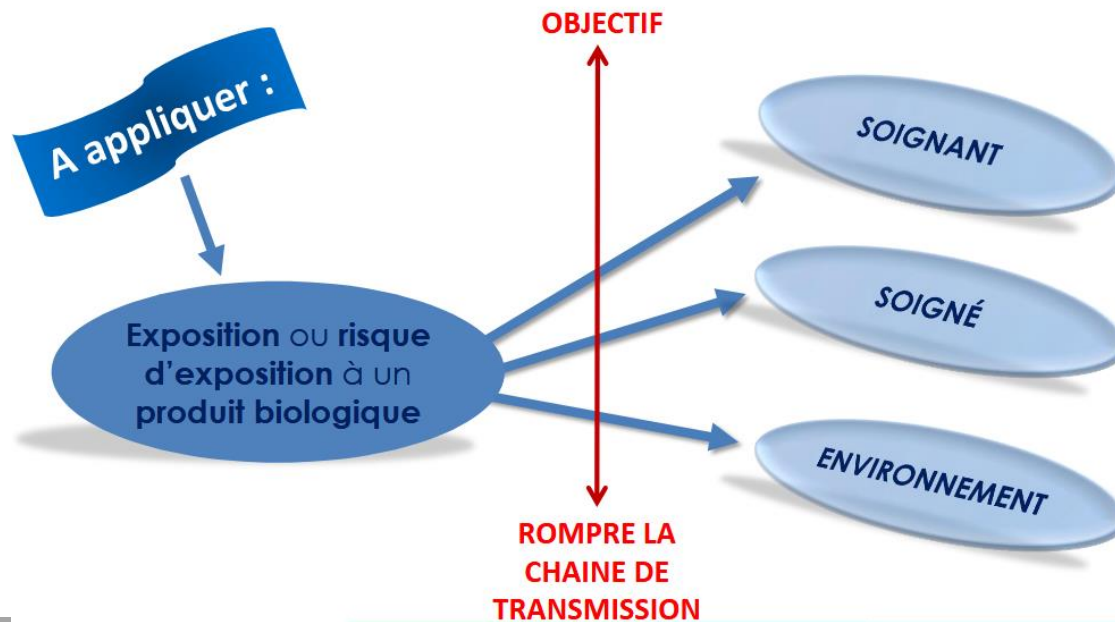 OBJECTIF
A appliquer :
SOIGNANT
Exposition ou risque
d'exposition à un
produit biologique
SOIGNÉ
ENVIRONNEMENT
ROMPRE LA
CHAINE DE
TRANSMISSION